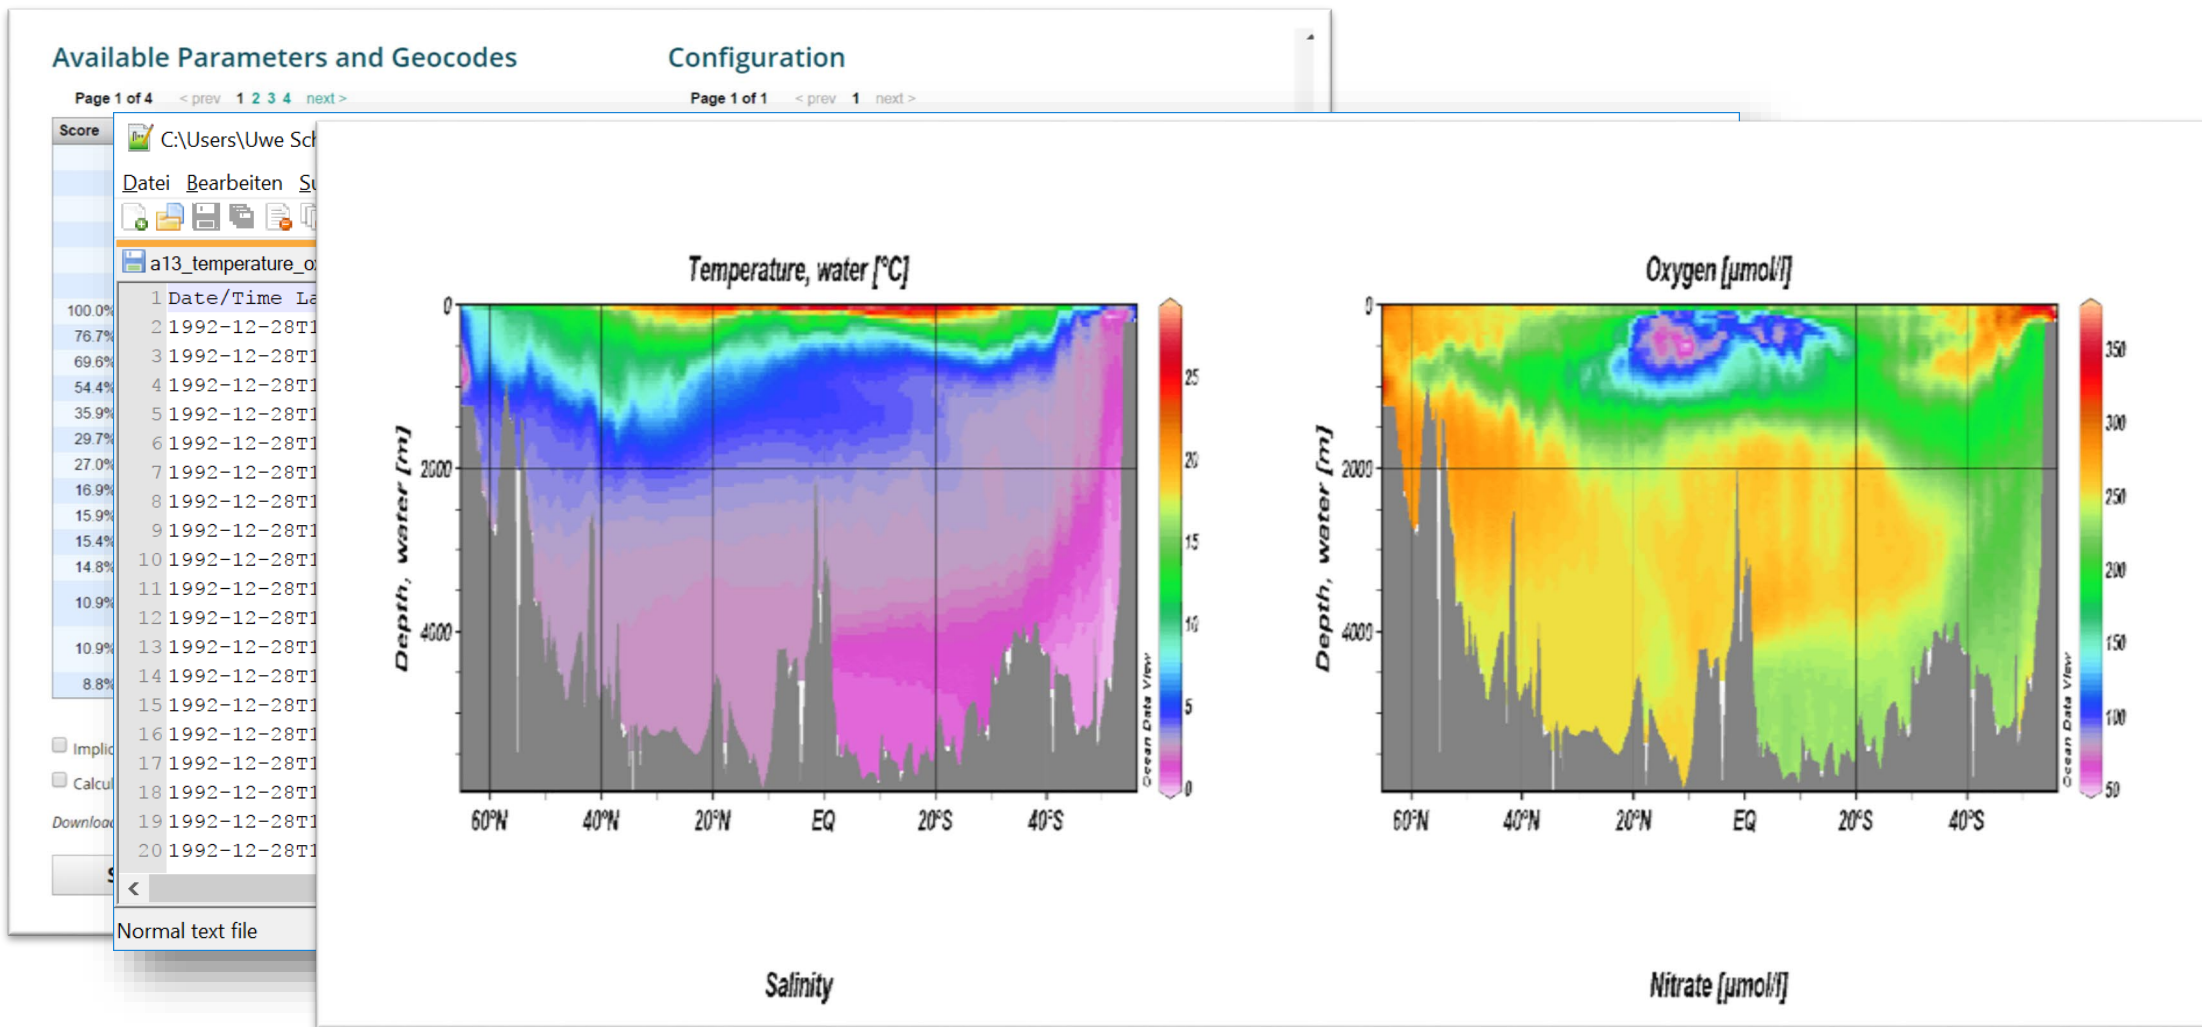 Available Parameters and Geocodes
Configuration
Page 1 of 4 < prev 1 2 3 4 next >
Page 1 of 1 < prev 1 next >
Score
100.0%
76.7%
69.6%
54.4%
35.9%
29.7%
27.0%
16.9%
15.9%
15.4%
14.8%
10.9%
10.9%
8.8%
C:\Users\Uwe Sch
Datei Bearbeiten Su
a13_temperature_ox
1 Date/Time La
2 1992-12-28T1
3 1992-12-28T1
4 1992-12-28T1
5 1992-12-28T1
6 1992-12-28T1
7 1992-12-28T1
8 1992-12-28T1
9 1992-12-28T1
10 1992-12-28T1
11 1992-12-28T1
12 1992-12-28T1
13 1992-12-28T1
14 1992-12-28T1
15 1992-12-28T1
16 1992-12-28T1
17 1992-12-28T1
18 1992-12-28T1
19 1992-12-28T1
20 1992-12-28T1
Normal text file
Implic
Calcul
Download
S
Temperature, water [°C]
Depth, water [m]
0
2000
4000
60°N 40°N 20°N EQ 20°S 40°S
Ocean Data View
25
20
15
10
5
0
Oxygen [µmol/l]
Depth, water [m]
0
2000
4000
60°N 40°N 20°N EQ 20°S 40°S
Ocean Data View
350
300
250
200
150
100
50
Salinity
Nitrate [µmol/l]